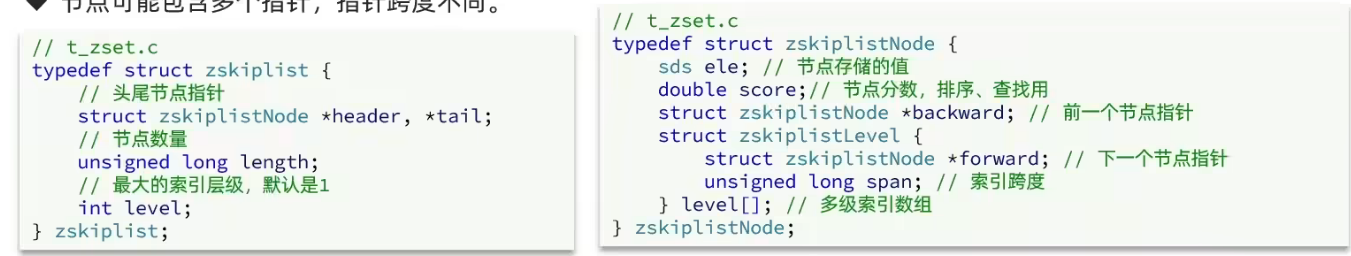 ◆ 节点可能包含多个指针，指针跨度不同。
// t_zset.c
typedef struct zskiplist {
    // 头尾节点指针
    struct zskiplistNode *header, *tail;
    // 节点数量
    unsigned long length;
    // 最大的索引层级，默认是1
    int level;
} zskiplist;
// t_zset.c
typedef struct zskiplistNode {
    sds ele; // 节点存储的值
    double score;// 节点分数，排序、查找用
    struct zskiplistNode *backward; // 前一个节点指针
    struct zskiplistLevel {
        struct zskiplistNode *forward; // 下一个节点指针
        unsigned long span; // 索引跨度
    } level[]; // 多级索引数组
} zskiplistNode;